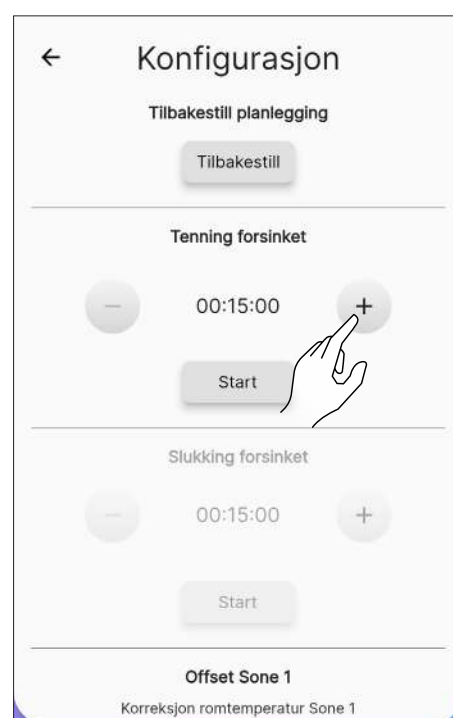 Konfigurasjon
Tilbakestill planlegging
Tilbakestill
Tenning forsinket
00:15:00
Start
Slukking forsinket
00:15:00
Start
Offset Sone 1
Korreksjon romtemperatur Sone 1